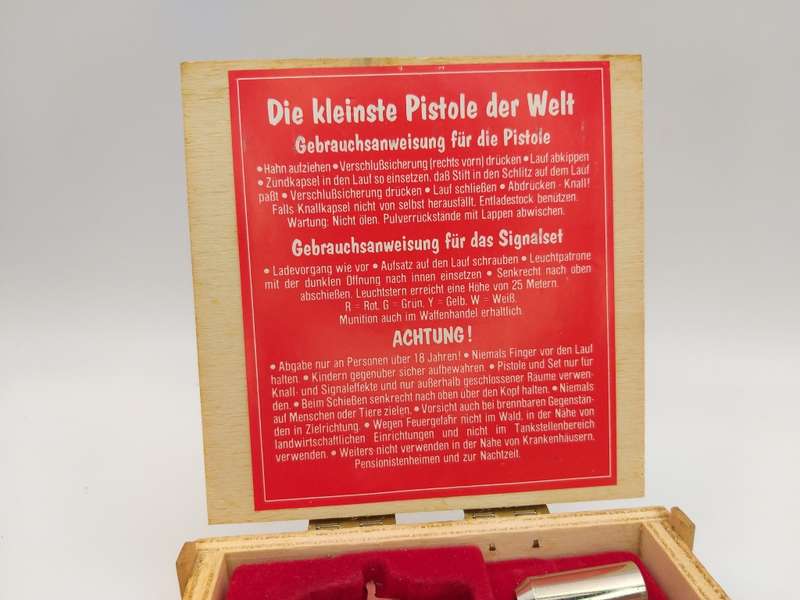 Die kleinste Pistole der Welt
Gebrauchsanweisung für die Pistole
• Hahn aufziehen • Verschlußsicherung (rechts vorn) drücken • Lauf abkippen
• Zündkapsel in den Lauf so einsetzen, daß Stift in den Schlitz auf dem Lauf
paßt • Verschlußsicherung drücken • Lauf schließen • Abdrücken - Knall!
Falls Knallkapsel nicht von selbst herausfällt, Entladestock benutzen.
Wartung: Nicht ölen. Pulverrückstände mit Lappen abwischen.
Gebrauchsanweisung für das Signalset
• Ladevorgang wie vor • Aufsatz auf den Lauf schrauben • Leuchtpatrone
mit der dunklen Öffnung nach innen einsetzen • Senkrecht nach oben
abschießen. Leuchtstern erreicht eine Höhe von 25 Metern.
R = Rot. G = Grün. Y = Gelb. W = Weiß.
Munition auch im Waffenhandel erhältlich.
ACHTUNG!
• Abgabe nur an Personen über 18 Jahren! • Niemals Finger vor den Lauf
halten. • Kindern gegenüber sicher aufbewahren. • Pistole und Set nur für
Knall- und Signaleffekte und nur außerhalb geschlossener Räume verwen-
den. • Beim Schießen senkrecht nach oben über den Kopf halten. • Niemals
auf Menschen oder Tiere zielen. • Vorsicht auch bei brennbaren Gegenstän-
den in Zielrichtung. • Wegen Feuergefahr nicht im Wald, in der Nähe von
landwirtschaftlichen Einrichtungen und nicht im Tankstellenbereich
verwenden. • Weiters nicht verwenden in der Nähe von Krankenhäusern,
Pensionistenheimen und zur Nachtzeit.